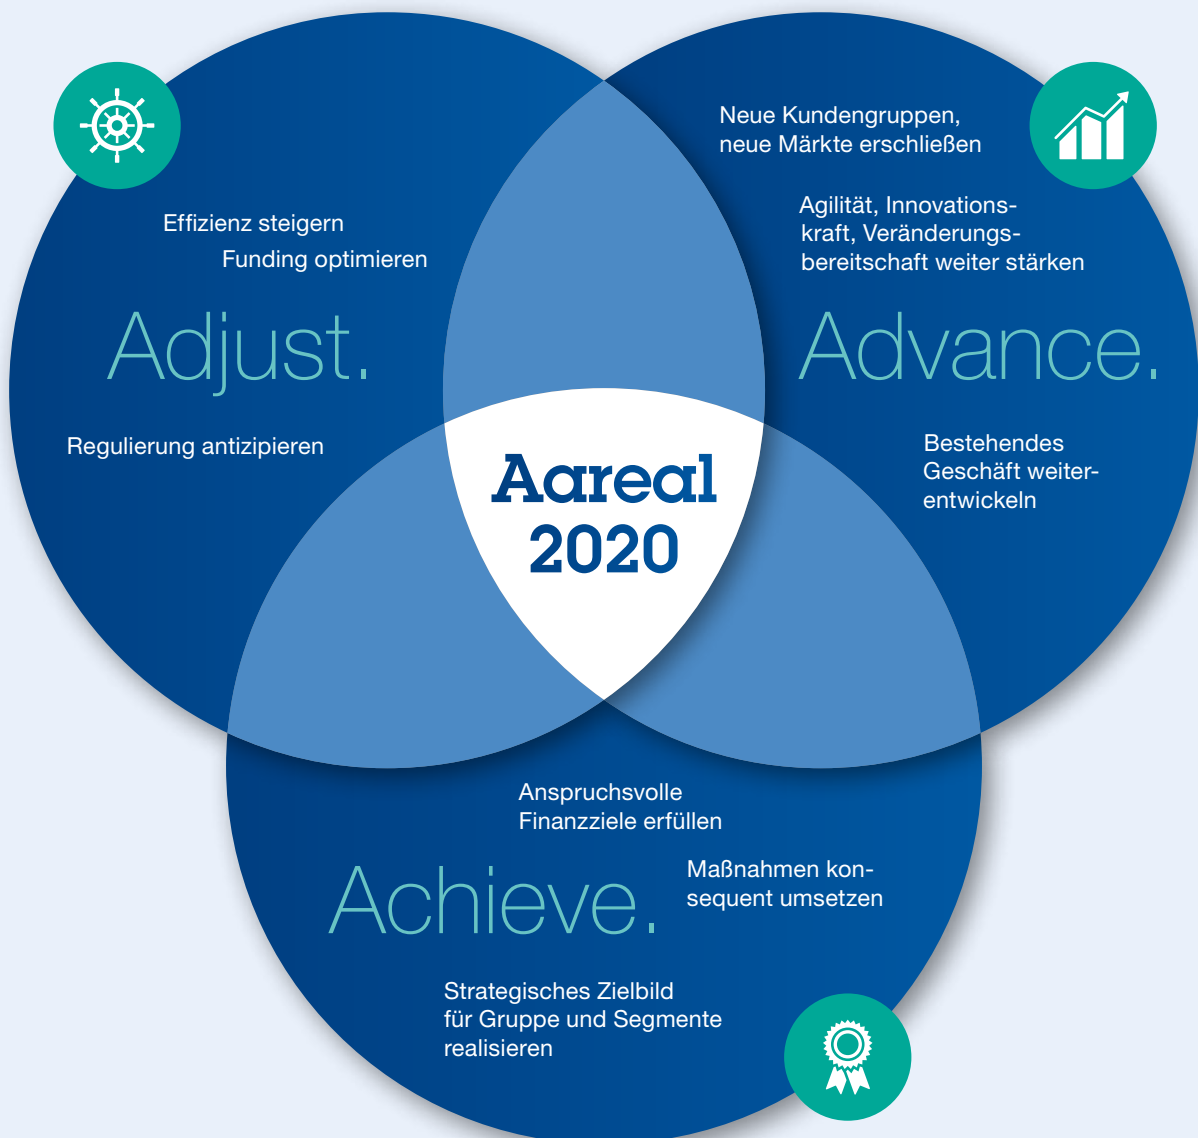 Effizienz steigern
Funding optimieren
Adjust.
Regulierung antizipieren
Neue Kundengruppen,
neue Märkte erschließen
Agilität, Innovations-
kraft, Veränderungs-
bereitschaft weiter stärken
Advance.
Bestehendes
Geschäft weiter-
entwickeln
Aareal
2020
Anspruchsvolle
Finanzziele erfüllen
Achieve.
Maßnahmen kon-
sequent umsetzen
Strategisches Zielbild
für Gruppe und Segmente
realisieren